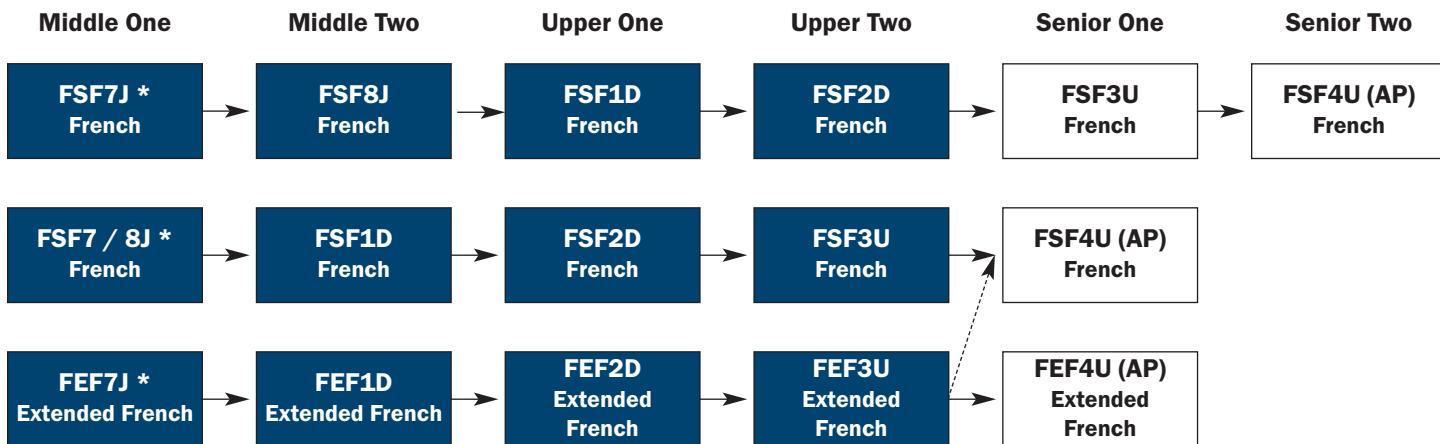 Middle One
Middle Two
Upper One
Upper Two
Senior One
Senior Two
FSF7J *
French
FSF8J
French
FSF1D
French
FSF2D
French
FSF3U
French
FSF4U (AP)
French
FSF7 / 8J *
French
FSF1D
French
FSF2D
French
FSF3U
French
FSF4U (AP)
French
FEF7J *
Extended French
FEF1D
Extended French
FEF2D
Extended
French
FEF3U
Extended
French
FEF4U (AP)
Extended
French